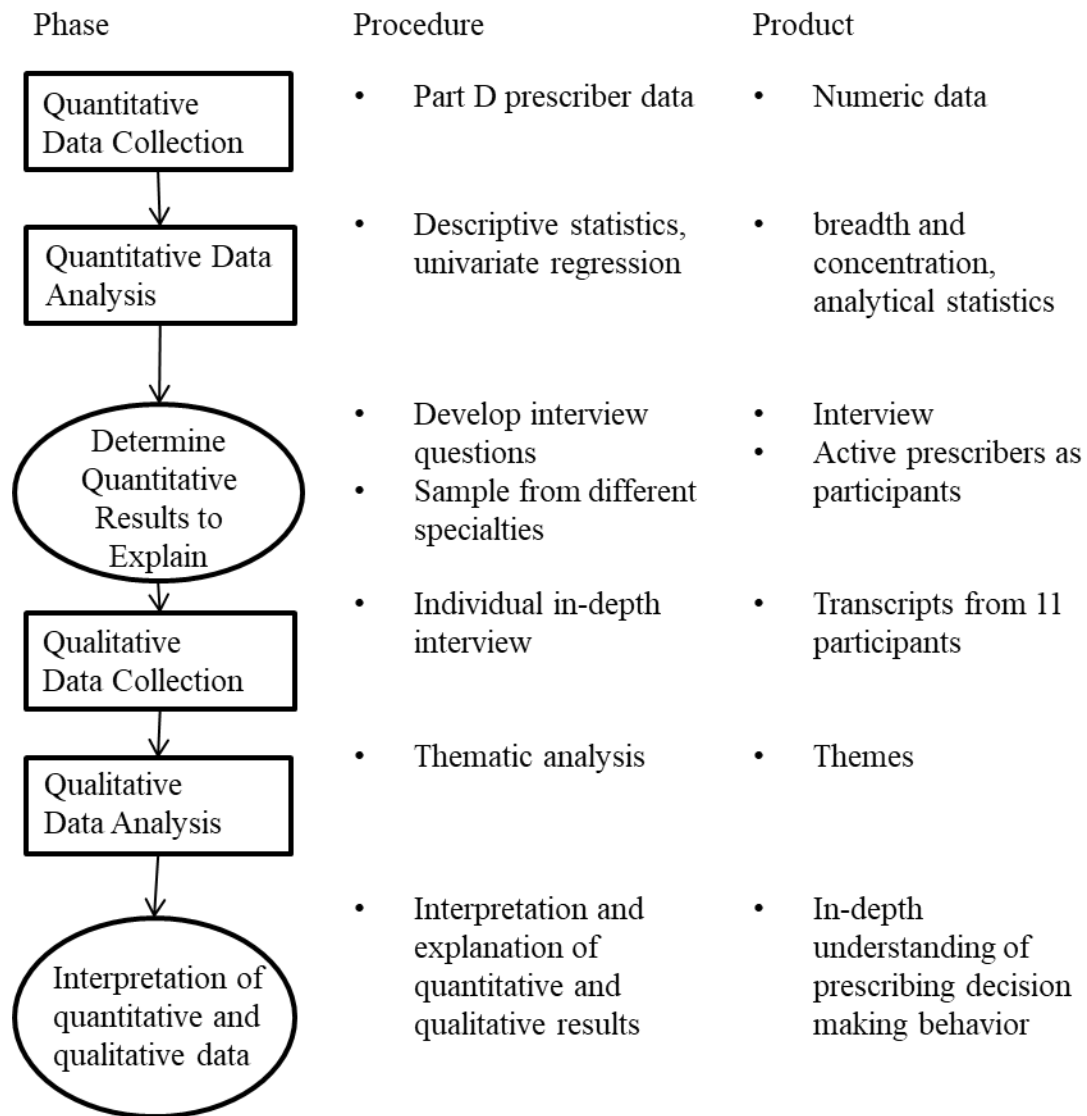 Phase Procedure Product
Quantitative
Data Collection
• Part D prescriber data
• Numeric data
Quantitative Data
Analysis
• Descriptive statistics,
univariate regression
• breadth and
concentration,
analytical statistics
Determine
Quantitative
Results to
Explain
• Develop interview
questions
• Sample from different
specialties
• Interview
• Active prescribers as
participants
Qualitative
Data Collection
• Individual in-depth
interview
• Transcripts from 11
participants
Qualitative
Data Analysis
• Thematic analysis
• Themes
Interpretation of
quantitative and
qualitative data
• Interpretation and
explanation of
quantitative and
qualitative results
• In-depth
understanding of
prescribing decision
making behavior